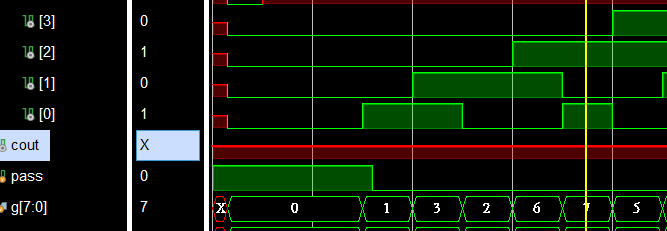 [3] 0
[2] 1
[1] 0
[0] 1
cout X
pass 0
g[7:0] 7 X 0 1 3 2 6 7 5